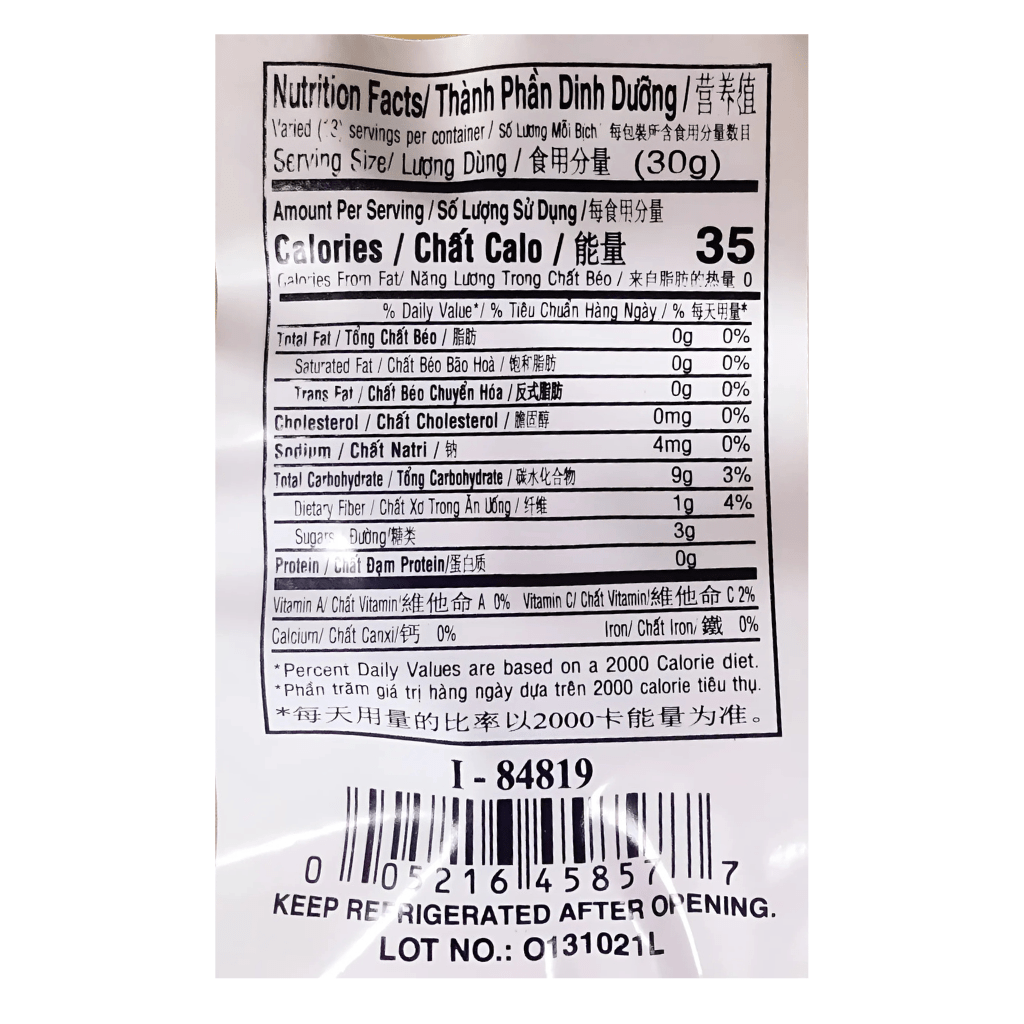 Nutrition Facts/ Thành Phần Dinh Dưỡng / 营养值
Varied (13) servings per container / Số Lương Mỗi Bich 每包裝所含食用分量数目
Serving Size/ Lượng Dùng / 食用分量 (30g)
Amount Per Serving / Số Lượng Sử Dụng / 每食用分量
Calories / Chất Calo / 能量 35
Calories From Fat/ Năng Lương Trong Chất Béo / 来自脂肪的热量 0
% Daily Value*/ % Tiêu Chuẩn Hàng Ngày / % 每天用量*
Total Fat / Tổng Chất Béo / 脂肪 0g 0%
Saturated Fat / Chất Béo Bão Hoà / 饱和脂肪 0g 0%
Trans Fat / Chất Béo Chuyển Hóa / 反式脂肪 0g 0%
Cholesterol / Chất Cholesterol / 膽固醇 0mg 0%
Sodium / Chất Natri / 钠 4mg 0%
Total Carbohydrate / Tổng Carbohydrate / 碳水化合物 9g 3%
Dietary Fiber / Chất Xơ Trong Ăn Uống / 纤维 1g 4%
Sugars Đường/糖类 3g
Protein / Chất Đạm Protein/蛋白质 0g
Vitamin A/ Chất Vitamin/維他命 A 0% Vitamin C/ Chất Vitamin/維他命 C 2%
Calcium/ Chất Canxi/钙 0% Iron/ Chất Iron/ 鐵 0%
*Percent Daily Values are based on a 2000 Calorie diet.
*Phần trăm giá trị hàng ngày dựa trên 2000 calorie tiêu thụ.
*每天用量的比率以2000卡能量为准。
I - 84819
0 05216 45857 7
KEEP REFRIGERATED AFTER OPENING.
LOT NO.: O131021L